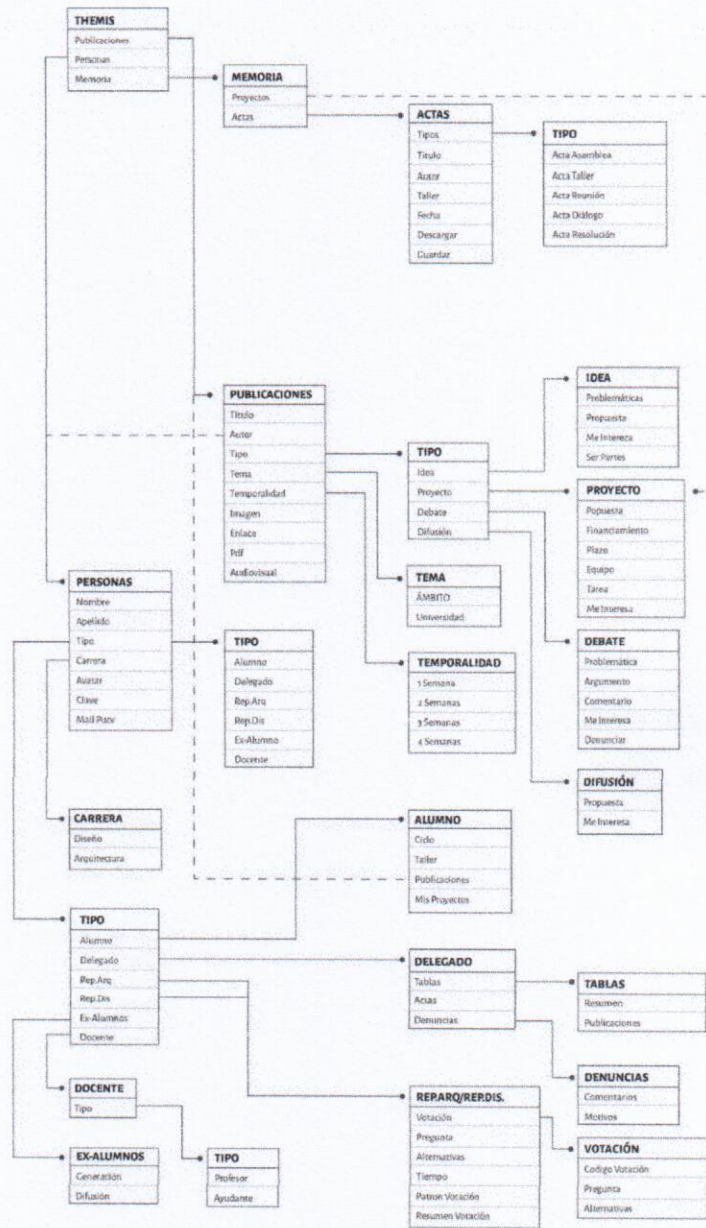 THEMIS
Publicaciones
Personas
Memoria
MEMORIA
Proyectos
Actas
ACTAS
Tipos
Titulo
Autor
Taller
Fecha
Descargar
Guardar
TIPO
Acta Asamblea
Acta Taller
Acta Reunión
Acta Diálogo
Acta Resolución
PUBLICACIONES
Titulo
Autor
Tipo
Tema
Temporalidad
Imagen
Enlace
Pdf
Audiovisual
TIPO
Idea
Proyecto
Debate
Difusión
IDEA
Problemáticas
Propuesta
Me Intereza
Ser Partes
PROYECTO
Popuesta
Financiamiento
Plazo
Equipo
Tarea
Me Interesa
TEMA
ÁMBITO
Universidad
DEBATE
Problemática
Argumento
Comentario
Me Interesa
Denunciar
TEMPORALIDAD
1 Semana
2 Semanas
3 Semanas
4 Semanas
DIFUSIÓN
Propuesta
Me Interesa
PERSONAS
Nombre
Apelido
Tipo
Carrera
Avatar
Clave
Mail Pucv
TIPO
Alumno
Delegado
Rep.Arq
Rep.Dis
Ex-Alumno
Docente
CARRERA
Diseño
Arquitectura
ALUMNO
Ciclo
Taller
Publicaciones
Mis Proyectos
TIPO
Alumno
Delegado
Rep.Arq
Rep.Dis
Ex-Alumnos
Docente
DELEGADO
Tablas
Actas
Denuncias
TABLAS
Resumen
Publicaciones
DENUNCIAS
Comentarios
Motivos
DOCENTE
Tipo
REP.ARQ/REP.DIS.
Votación
Pregunta
Alternativas
Tiempo
Patron Votación
Resumen Votación
VOTACIÓN
Codigo Votación
Pregunta
Alternativas
EX-ALUMNOS
Generación
Difusión
TIPO
Profesor
Ayudante